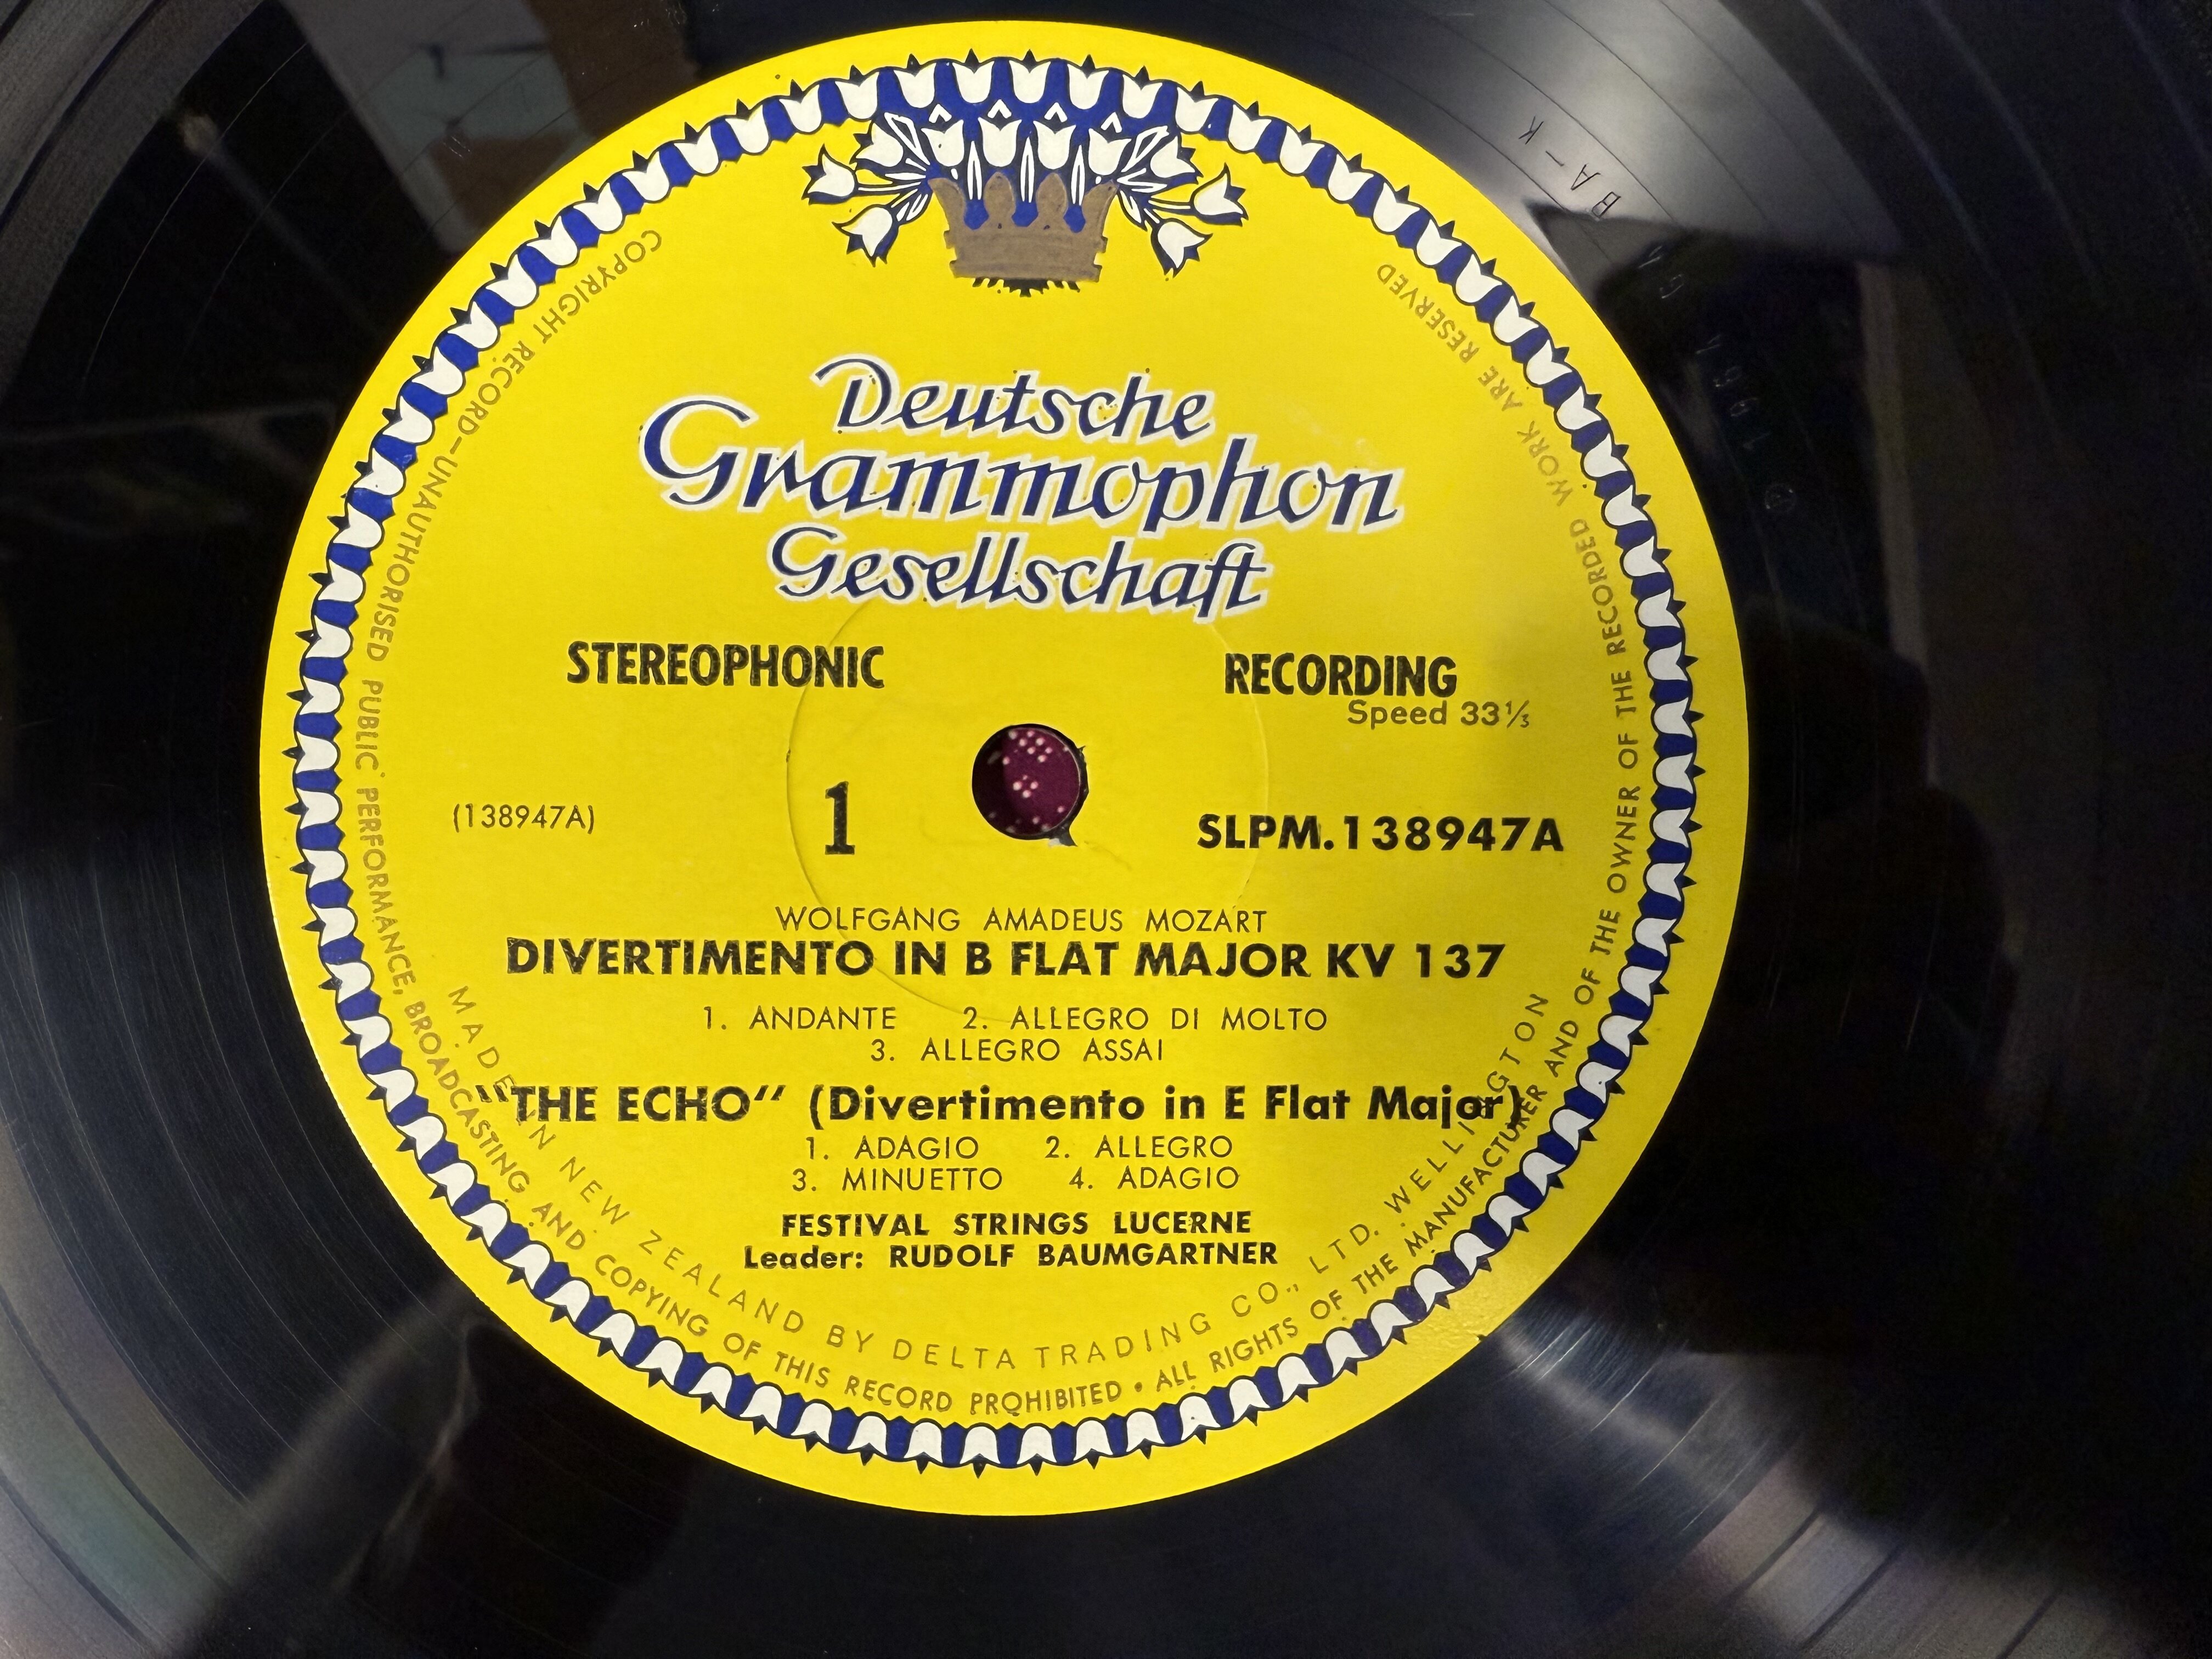 Deutsche
Grammophon
Gesellschaft
STEREOPHONIC RECORDING
Speed 33⅓
(138947A) 1 SLPM.138947A
WOLFGANG AMADEUS MOZART
DIVERTIMENTO IN B FLAT MAJOR KV 137
1. ANDANTE 2. ALLEGRO DI MOLTO
3. ALLEGRO ASSAI
"THE ECHO" (Divertimento in E Flat Major)
1. ADAGIO 2. ALLEGRO
3. MINUETTO 4. ADAGIO
FESTIVAL STRINGS LUCERNE
Leader: RUDOLF BAUMGARTNER
MADE IN NEW ZEALAND BY DELTA TRADING CO., LTD. WELLINGTON
COPYRIGHT RECORD—UNAUTHORISED PUBLIC PERFORMANCE, BROADCASTING AND COPYING OF THIS RECORD PROHIBITED • ALL RIGHTS OF THE MANUFACTURER AND OF THE OWNER OF THE RECORDED WORK ARE RESERVED
BA-K